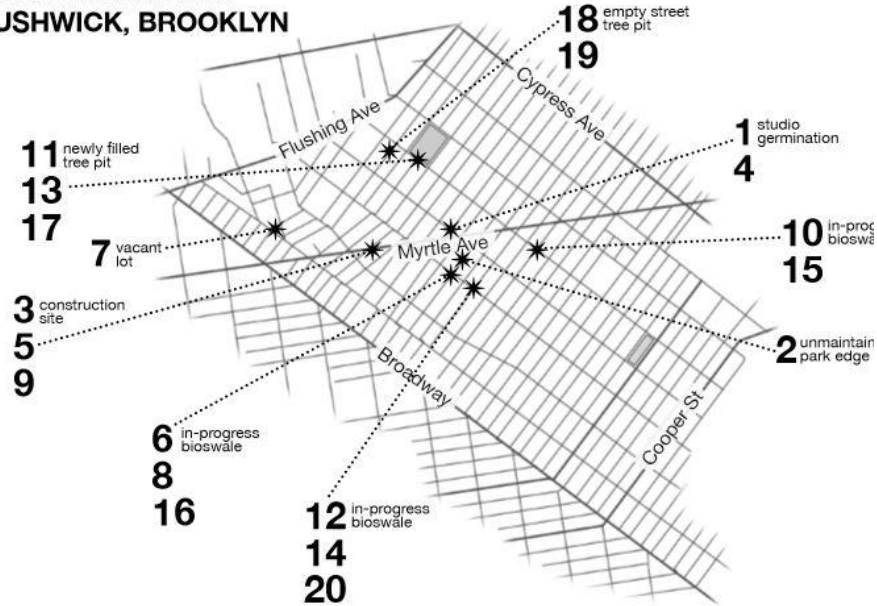 USHWICK, BROOKLYN
18 empty street
tree pit
19
Cypress Ave
Flushing Ave
1 studio
germination
4
11 newly filled
tree pit
13
17
7 vacant
lot
Myrtle Ave
10 in-prog
bioswa
15
3 construction
site
5
9
2 unmaintain
park edge
Broadway
Cooper St
6 in-progress
bioswale
8
16
12 in-progress
bioswale
14
20